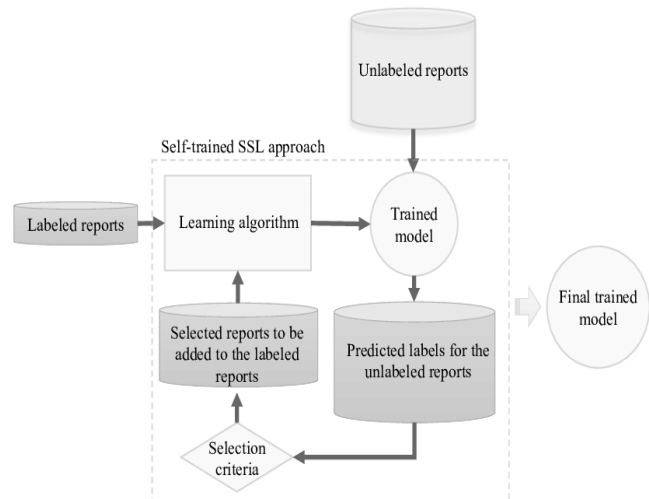 Unlabeled reports
Self-trained SSL approach
Labeled reports
Learning algorithm
Trained
model
Selected reports to be
added to the labeled
reports
Predicted labels for the
unlabeled reports
Final trained
model
Selection
criteria